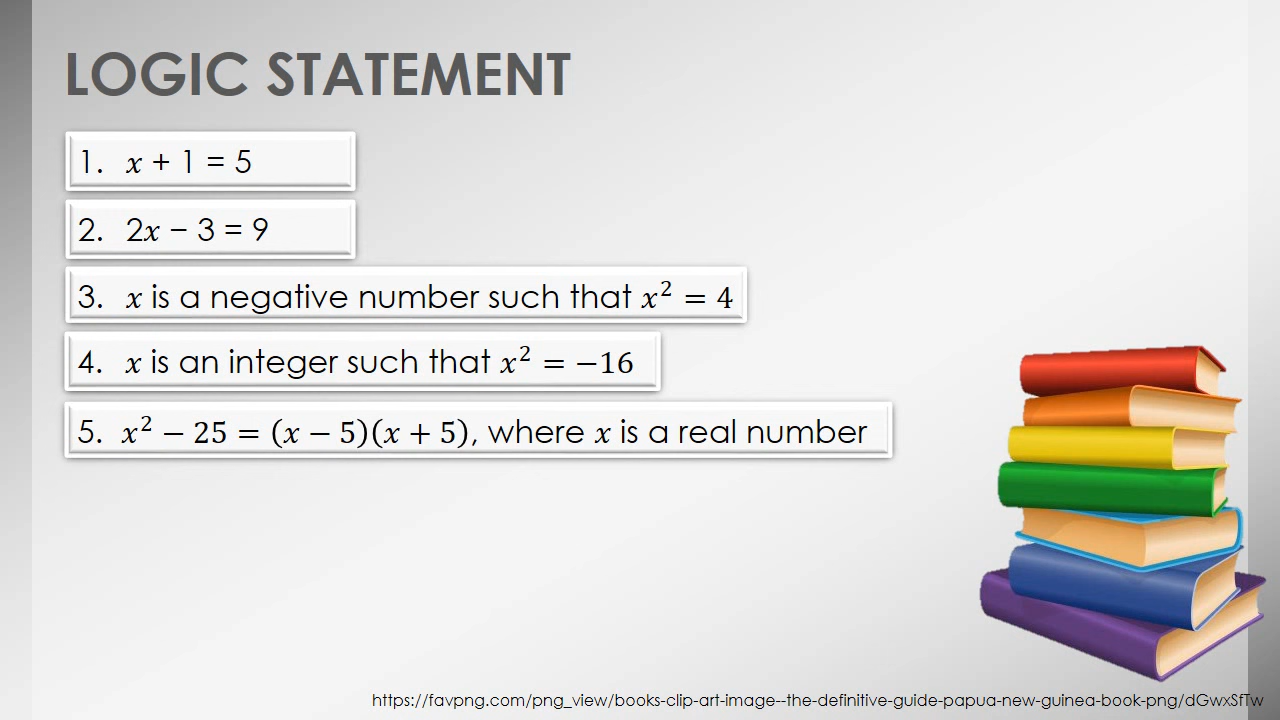 LOGIC STATEMENT
1. x + 1 = 5
2. 2x − 3 = 9
3. x is a negative number such that x² = 4
4. x is an integer such that x² = −16
5. x² − 25 = (x − 5)(x + 5), where x is a real number
https://favpng.com/png_view/books-clip-art-image--the-definitive-guide-papua-new-guinea-book-png/dGwxSfTw